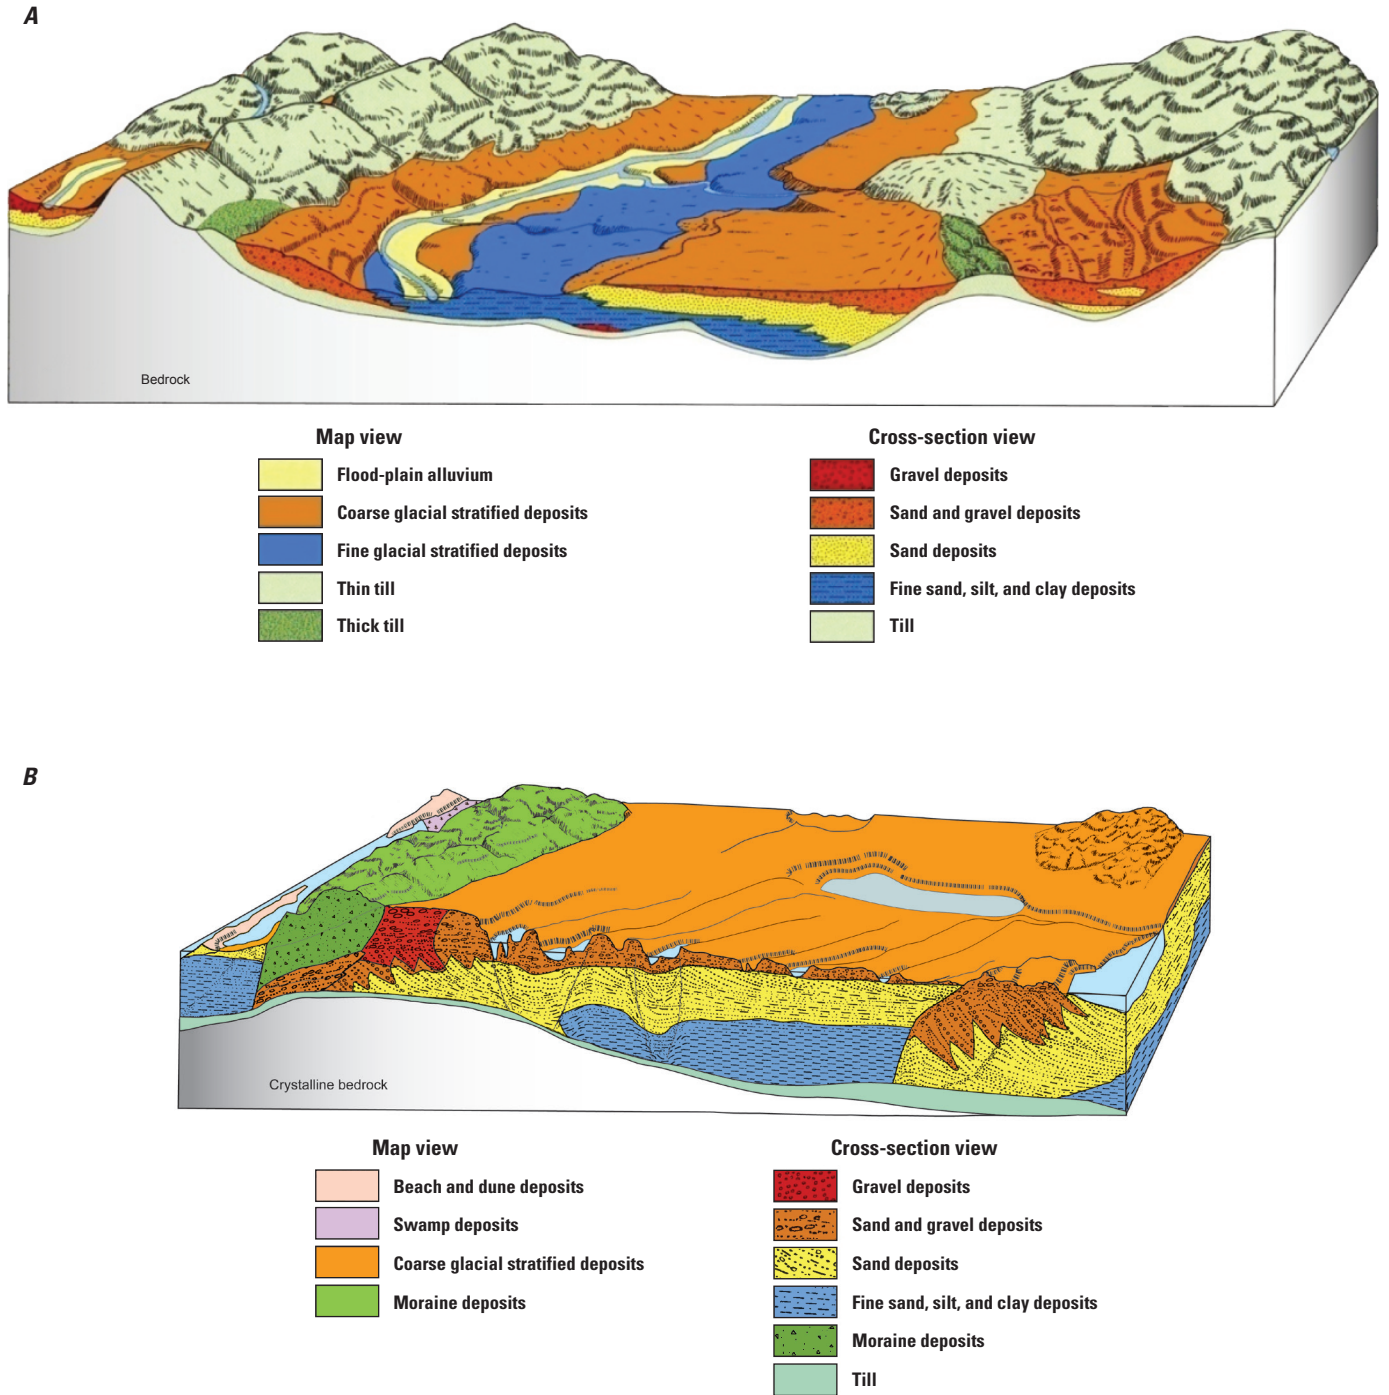 A
Bedrock
Map view
Flood-plain alluvium
Coarse glacial stratified deposits
Fine glacial stratified deposits
Thin till
Thick till
Cross-section view
Gravel deposits
Sand and gravel deposits
Sand deposits
Fine sand, silt, and clay deposits
Till
B
Crystalline bedrock
Map view
Beach and dune deposits
Swamp deposits
Coarse glacial stratified deposits
Moraine deposits
Cross-section view
Gravel deposits
Sand and gravel deposits
Sand deposits
Fine sand, silt, and clay deposits
Moraine deposits
Till